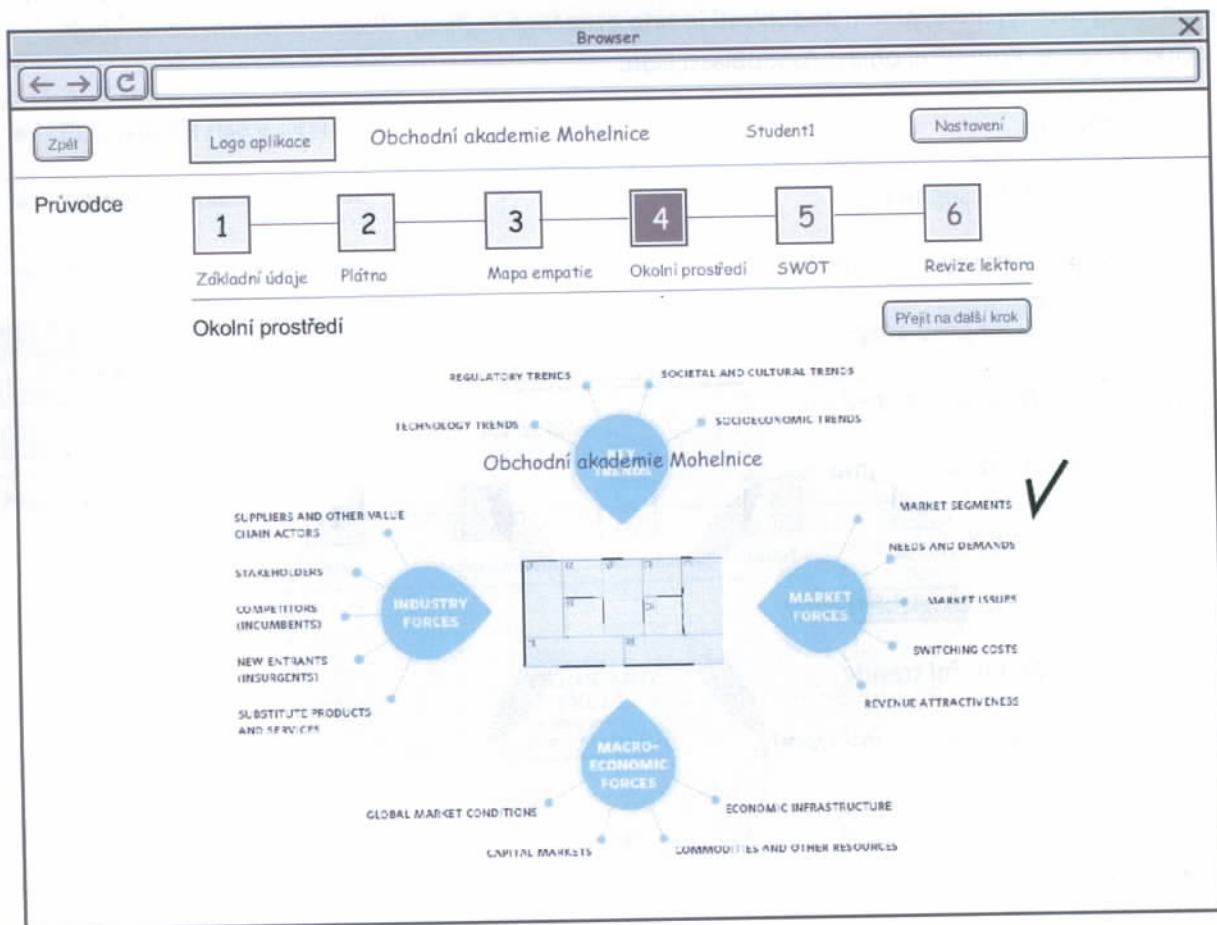 Browser
Zpět
Logo aplikace
Obchodní akademie Mohelnice
Student1
Nastavení
Průvodce
1
2
3
4
5
6
Základní údaje
Plátno
Mapa empatie
Okolní prostředí
SWOT
Revize lektora
Okolní prostředí
Přejít na další krok
REGULATORY TRENDS
SOCIETAL AND CULTURAL TRENDS
TECHNOLOGY TRENDS
SOCIOECONOMIC TRENDS
KEY
TRENDS
Obchodní akademie Mohelnice
SUPPLIERS AND OTHER VALUE
CHAIN ACTORS
STAKEHOLDERS
COMPETITORS
(INCUMBENTS)
NEW ENTRANTS
(INSURGENTS)
SUBSTITUTE PRODUCTS
AND SERVICES
INDUSTRY
FORCES
MARKET
FORCES
MARKET SEGMENTS
NEEDS AND DEMANDS
MARKET ISSUES
SWITCHING COSTS
REVENUE ATTRACTIVENESS
MACRO-
ECONOMIC
FORCES
GLOBAL MARKET CONDITIONS
CAPITAL MARKETS
ECONOMIC INFRASTRUCTURE
COMMODITIES AND OTHER RESOURCES